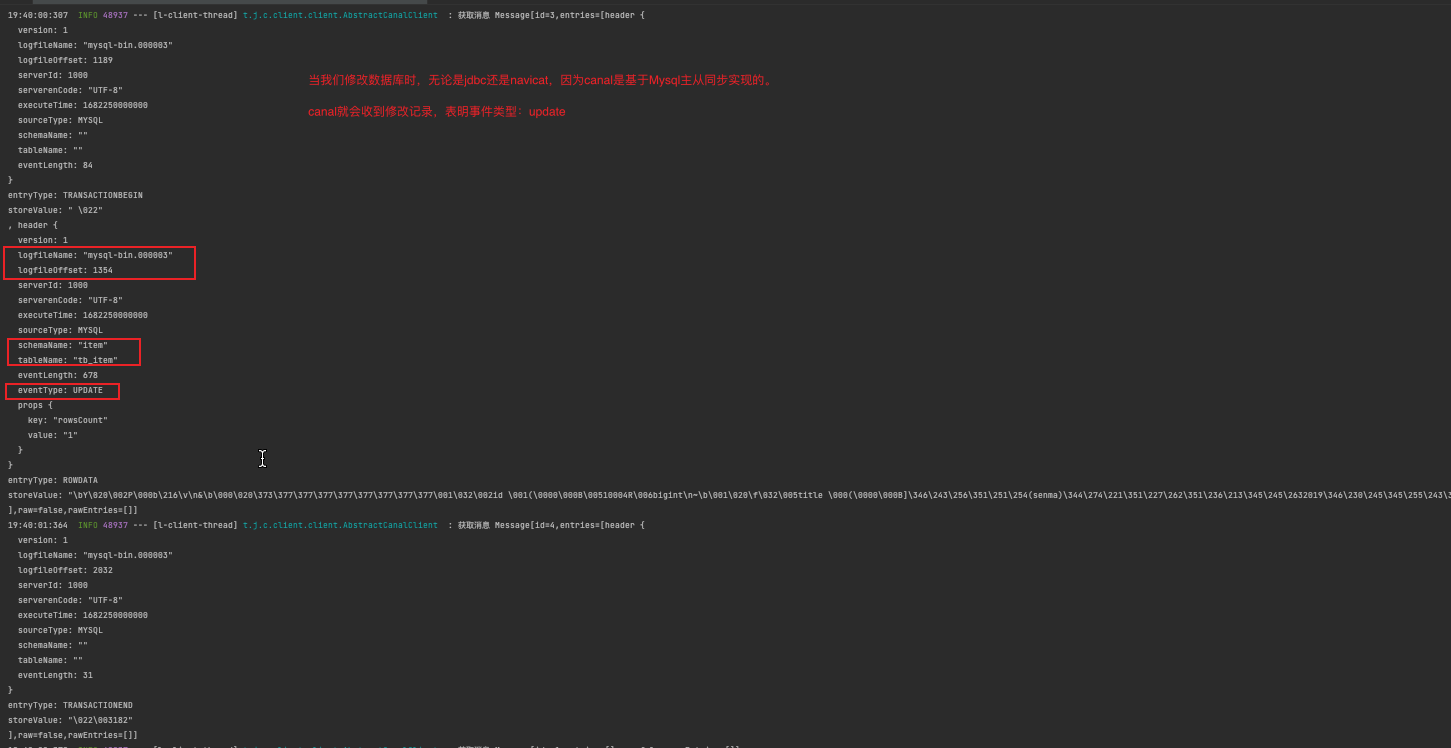 19:40:00:307  INFO 48937 --- [l-client-thread] t.j.c.client.client.AbstractCanalClient  : 获取消息 Message[id=3,entries=[header {
version: 1
logfileName: "mysql-bin.000003"
logfileOffset: 1189
serverId: 1000
当我们修改数据库时，无论是jdbc还是navicat，因为canal是基于Mysql主从同步实现的。
serverenCode: "UTF-8"
executeTime: 1682250000000
canal就会收到修改记录，表明事件类型：update
sourceType: MYSQL
schemaName: ""
tableName: ""
eventLength: 84
}
entryType: TRANSACTIONBEGIN
storeValue: " \022"
, header {
version: 1
logfileName: "mysql-bin.000003"
logfileOffset: 1354
serverId: 1000
serverenCode: "UTF-8"
executeTime: 1682250000000
sourceType: MYSQL
schemaName: "item"
tableName: "tb_item"
eventLength: 678
eventType: UPDATE
props {
key: "rowsCount"
value: "1"
}
}
entryType: ROWDATA
storeValue: "\bY\020\002P\000b\216\v\n&\b\000\020\373\377\377\377\377\377\377\377\377\001\032\002id \001(\0000\000B\00510004R\006bigint\n~\b\001\020\f\032\005title \000(\0000\000B]\346\243\256\351\251\254(senma)\344\274\221\351\227\262\351\236\213\345\245\2632019\346\230\245\345\255\243\3
],raw=false,rawEntries=[]]
19:40:01:364  INFO 48937 --- [l-client-thread] t.j.c.client.client.AbstractCanalClient  : 获取消息 Message[id=4,entries=[header {
version: 1
logfileName: "mysql-bin.000003"
logfileOffset: 2032
serverId: 1000
serverenCode: "UTF-8"
executeTime: 1682250000000
sourceType: MYSQL
schemaName: ""
tableName: ""
eventLength: 31
}
entryType: TRANSACTIONEND
storeValue: "\022\003182"
],raw=false,rawEntries=[]]